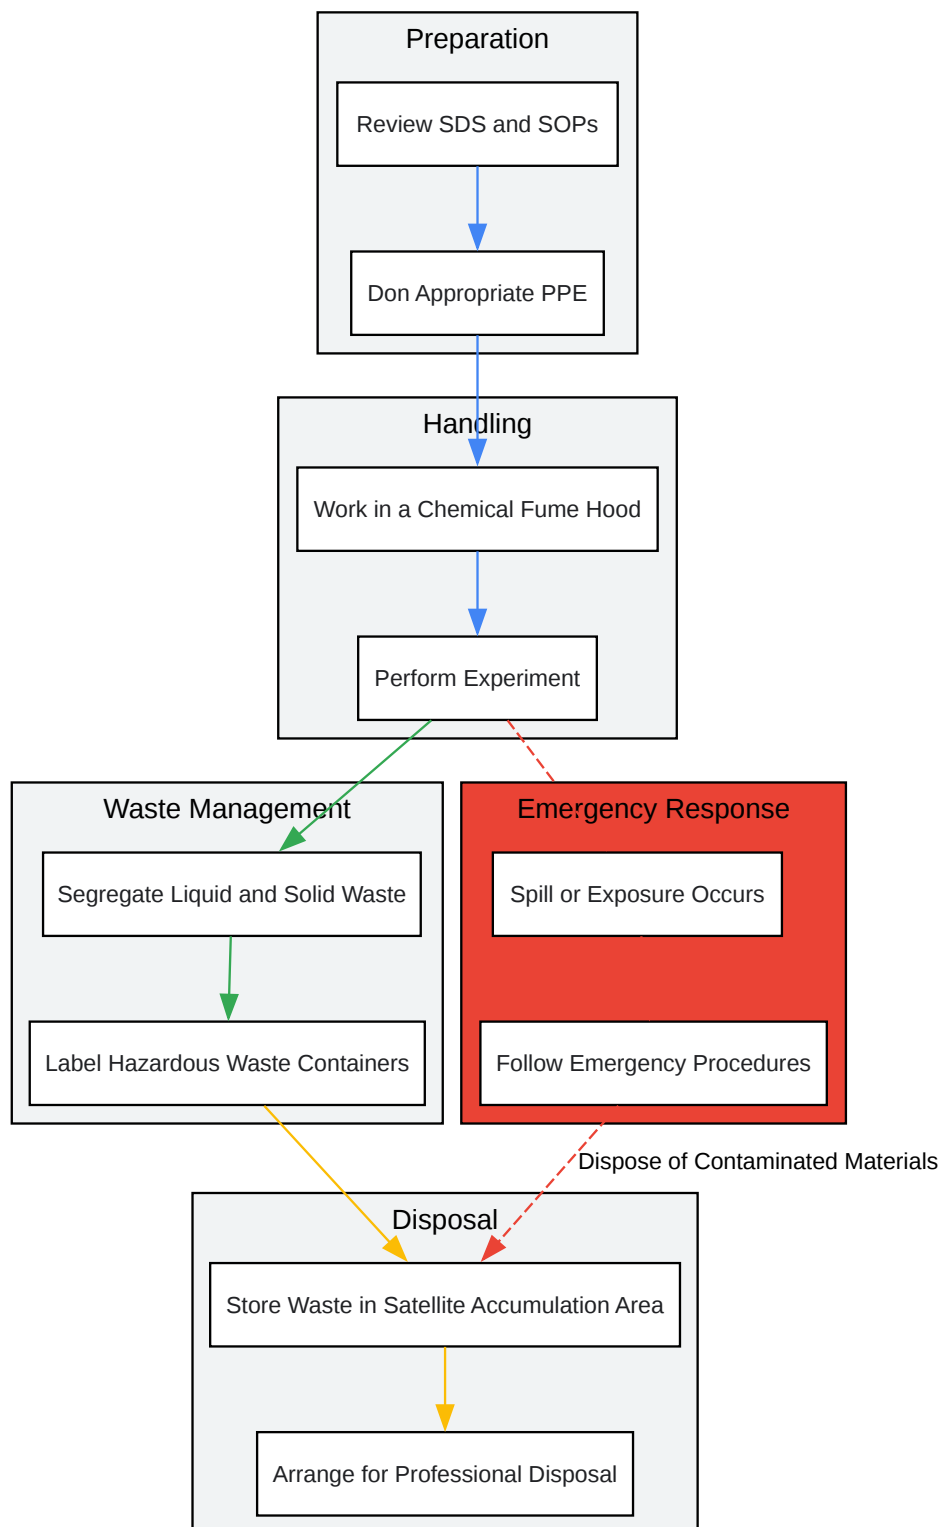 Preparation
Review SDS and SOPs
Don Appropriate PPE
Handling
Work in a Chemical Fume Hood
Perform Experiment
Waste Management
Segregate Liquid and Solid Waste
Label Hazardous Waste Containers
Emergency Response
Spill or Exposure Occurs
Follow Emergency Procedures
Dispose of Contaminated Materials
Disposal
Store Waste in Satellite Accumulation Area
Arrange for Professional Disposal